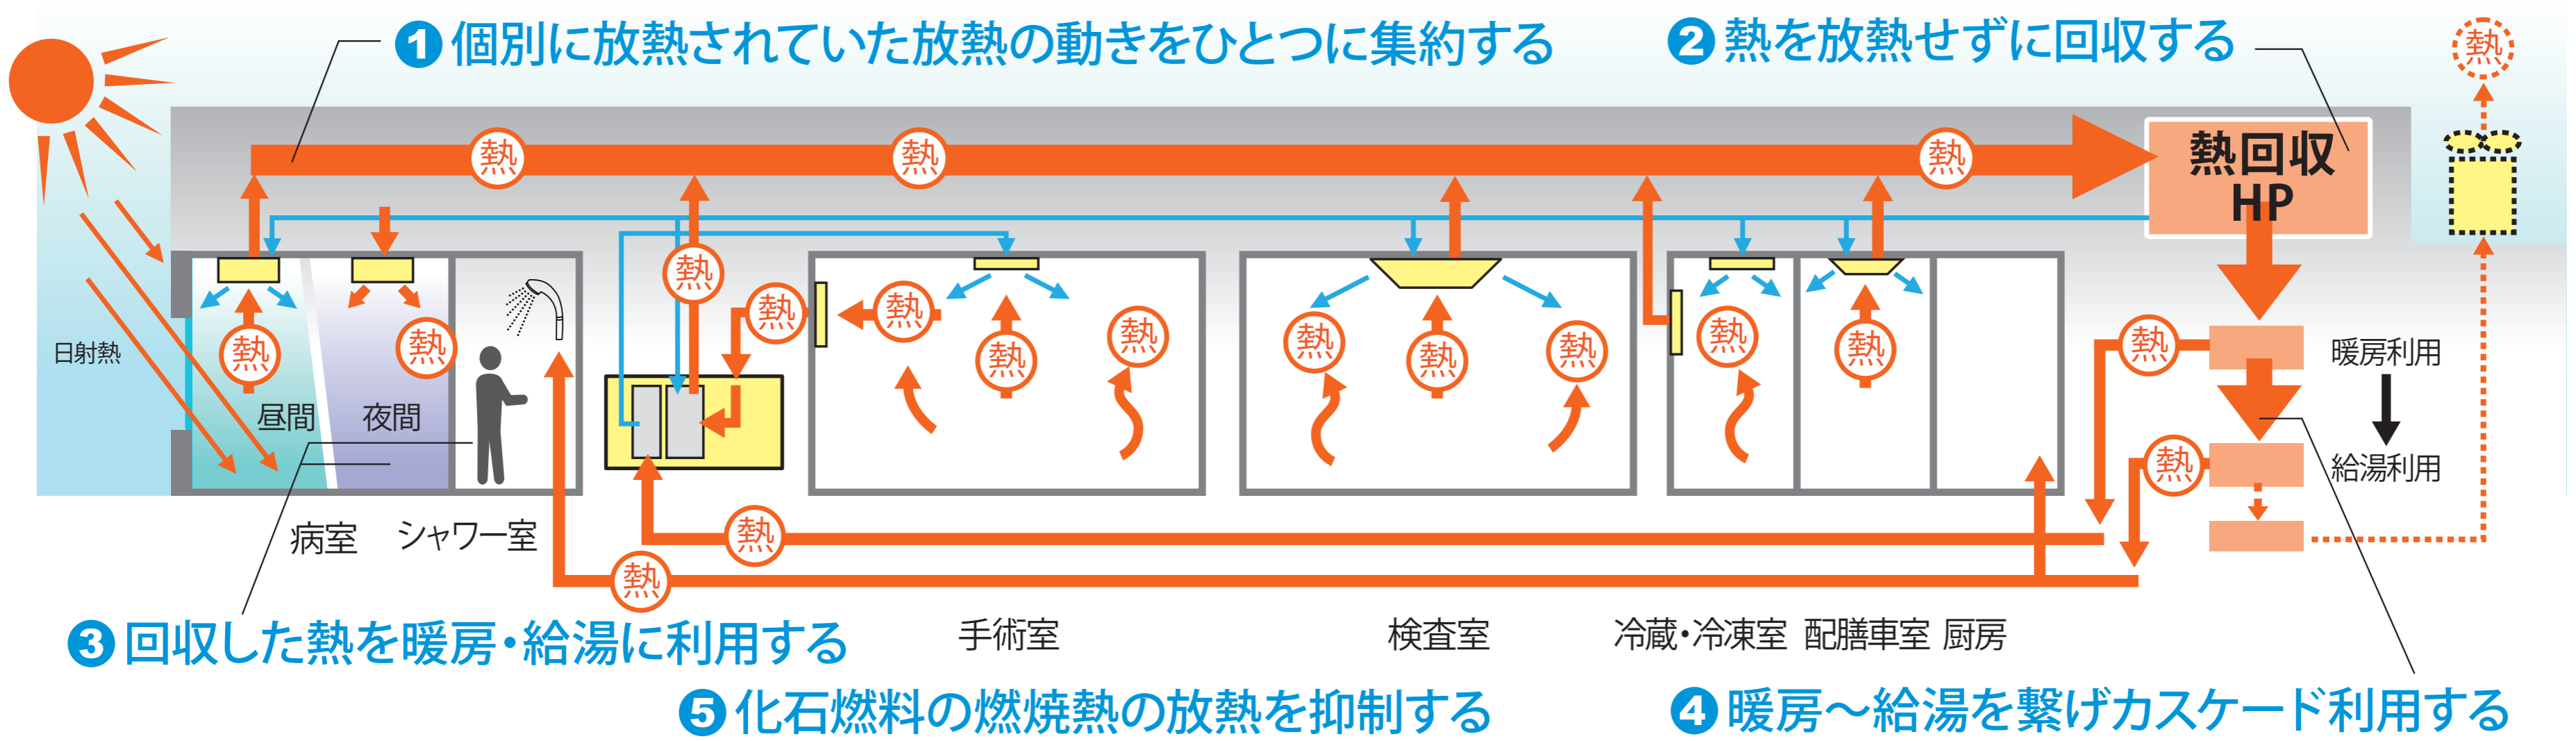 ❶個別に放熱されていた放熱の動きをひとつに集約する
❷熱を放熱せずに回収する
熱
熱
熱
熱
熱回収
HP
熱
熱
熱
熱
熱
熱
熱
熱
熱
熱
熱
熱
熱
熱
日射熱
昼間
夜間
暖房利用
給湯利用
熱
病室
シャワー室
熱
熱
手術室
検査室
冷蔵・冷凍室
配膳車室
厨房
❸回収した熱を暖房・給湯に利用する
❺化石燃料の燃焼熱の放熱を抑制する
❹暖房～給湯を繋げカスケード利用する